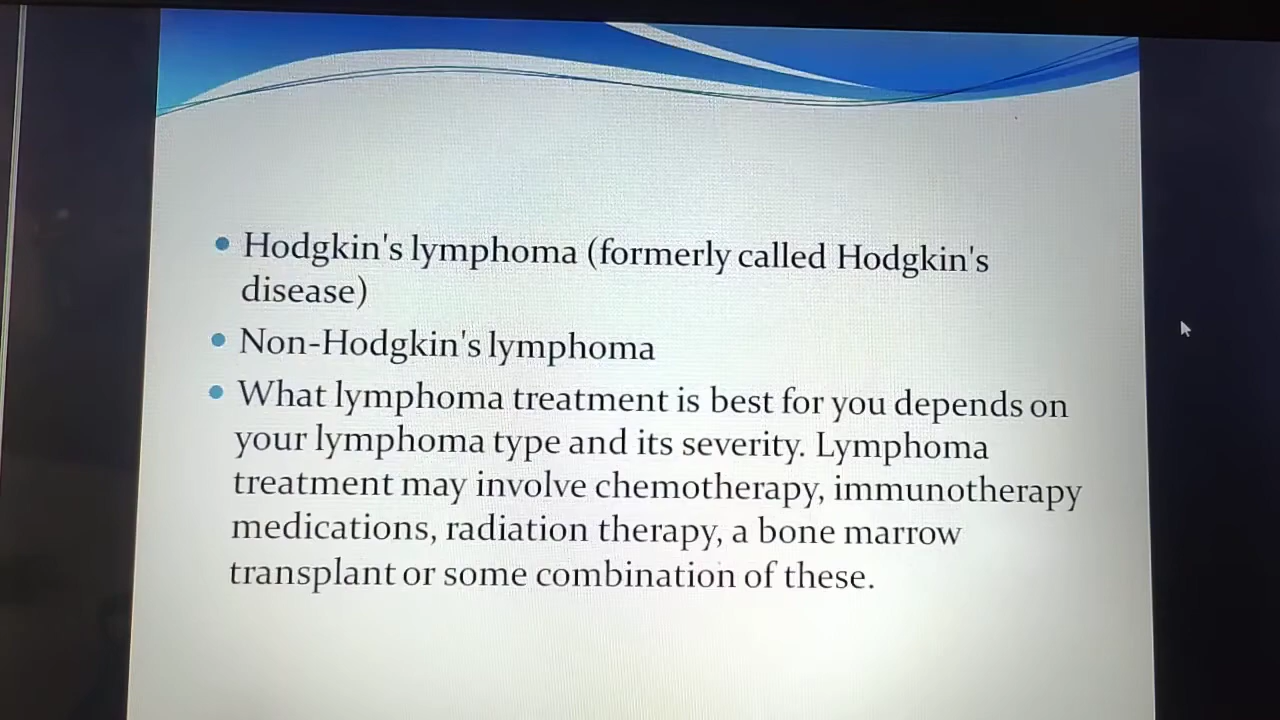 Hodgkin's lymphoma (formerly called Hodgkin's
disease)
Non-Hodgkin's lymphoma
What lymphoma treatment is best for you depends on
your lymphoma type and its severity. Lymphoma
treatment may involve chemotherapy, immunotherapy
medications, radiation therapy, a bone marrow
transplant or some combination of these.